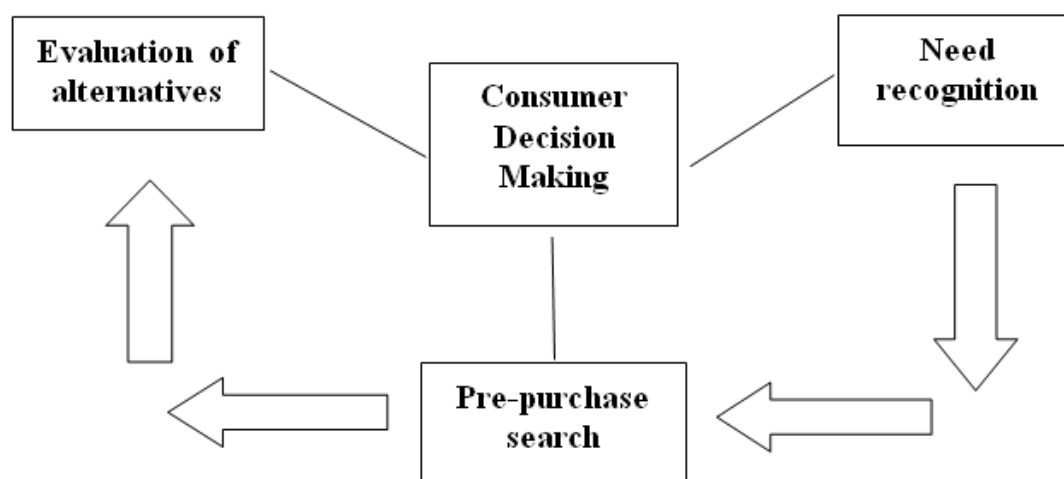 Evaluation of
alternatives
Consumer
Decision
Making
Need
recognition
Pre-purchase
search